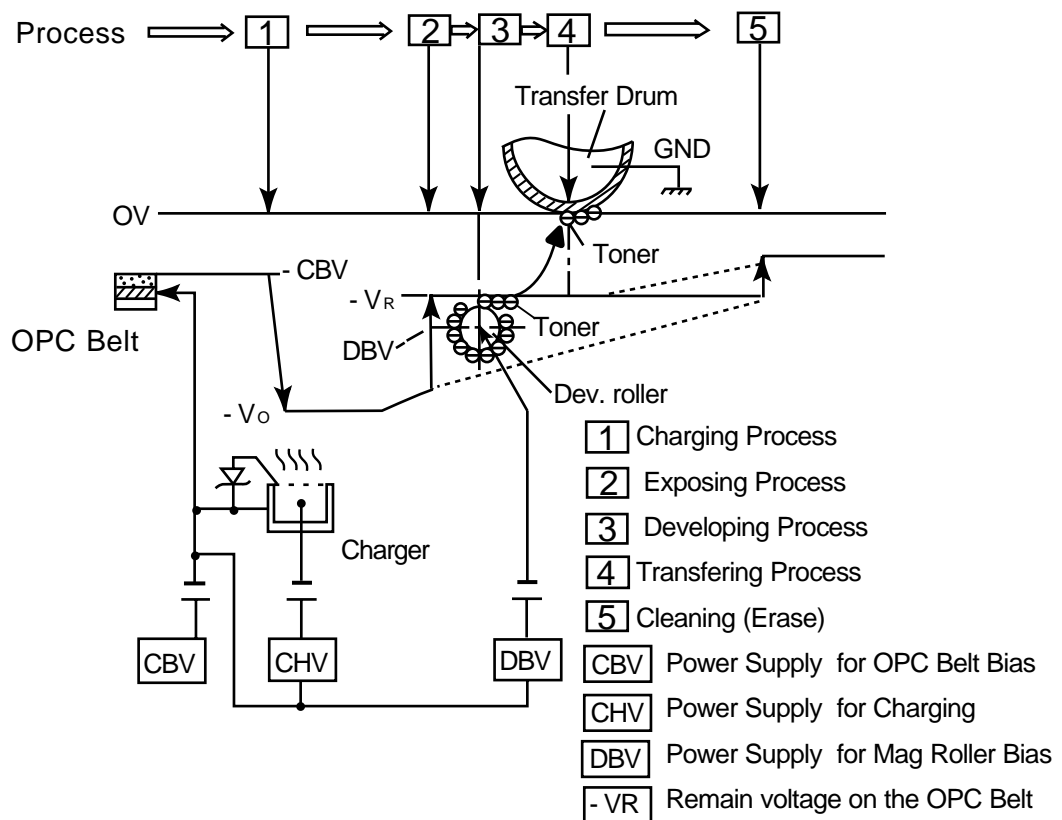 Process 1 2 3 4 5
Transfer Drum
GND
OV
Toner
- CBV
- VR
Toner
OPC Belt
DBV
Dev. roller
- VO
1 Charging Process
2 Exposing Process
3 Developing Process
Charger
4 Transfering Process
5 Cleaning (Erase)
CBV CHV DBV
CBV Power Supply for OPC Belt Bias
CHV Power Supply for Charging
DBV Power Supply for Mag Roller Bias
- VR Remain voltage on the OPC Belt